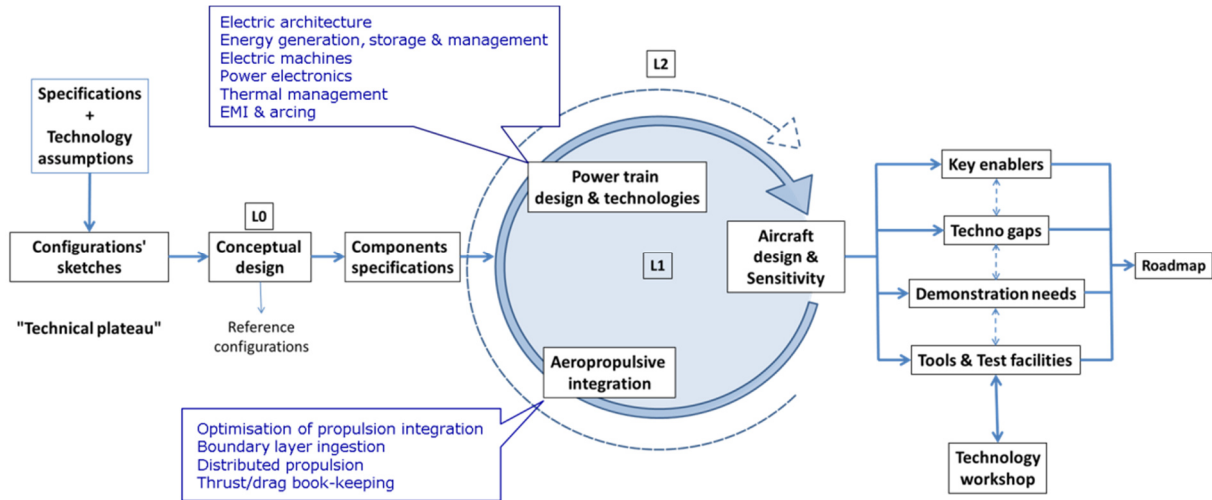 Electric architecture
Energy generation, storage & management
Electric machines
Power electronics
Thermal management
EMI & arcing
L2
Specifications
+
Technology
assumptions
Key enablers
Power train
design & technologies
L0
Techno gaps
Configurations'
sketches
Conceptual
design
Components
specifications
L1
Aircraft
design &
Sensitivity
Roadmap
Demonstration needs
"Technical plateau"
Reference
configurations
Aeropropulsive
integration
Tools & Test facilities
Optimisation of propulsion integration
Boundary layer ingestion
Distributed propulsion
Thrust/drag book-keeping
Technology
workshop